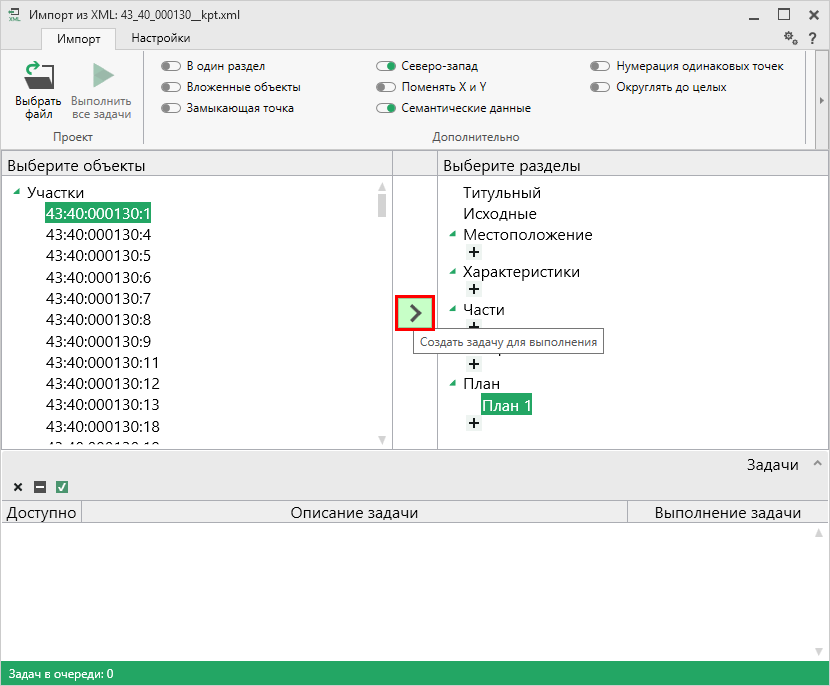 Импорт из XML: 43_40_000130__kpt.xml
Импорт
Настройки
?
Выбрать файл
Выполнить все задачи
Проект
В один раздел
Вложенные объекты
Замыкающая точка
Северо-запад
Поменять X и Y
Семантические данные
Нумерация одинаковых точек
Округлять до целых
Дополнительно
Выберите объекты
Участки
43:40:000130:1
43:40:000130:4
43:40:000130:5
43:40:000130:6
43:40:000130:7
43:40:000130:8
43:40:000130:9
43:40:000130:11
43:40:000130:12
43:40:000130:13
43:40:000130:18
Выберите разделы
Титульный
Исходные
Местоположение
+
Характеристики
+
Части
Создать задачу для выполнения
+
План
План 1
+
Задачи
Доступно
Описание задачи
Выполнение задачи
Задач в очереди: 0